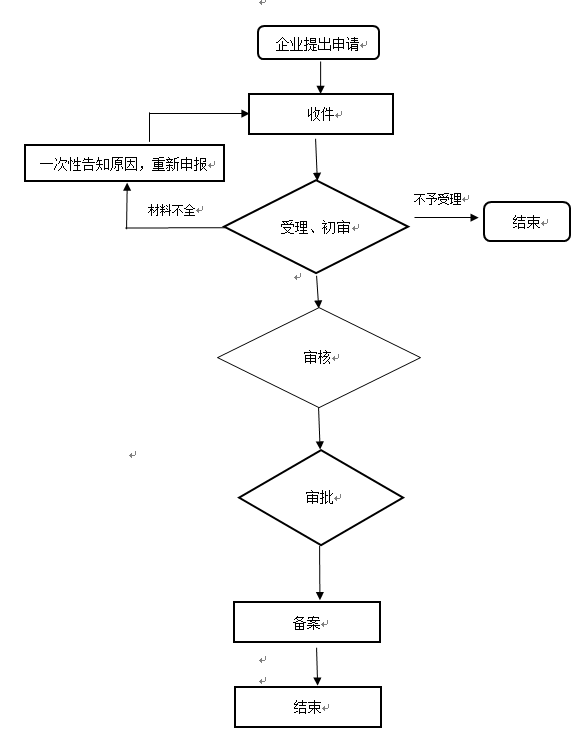 企业提出申请
收件
一次性告知原因，重新申报
材料不全
受理、初审
不予受理
结束
审核
审批
备案
结束